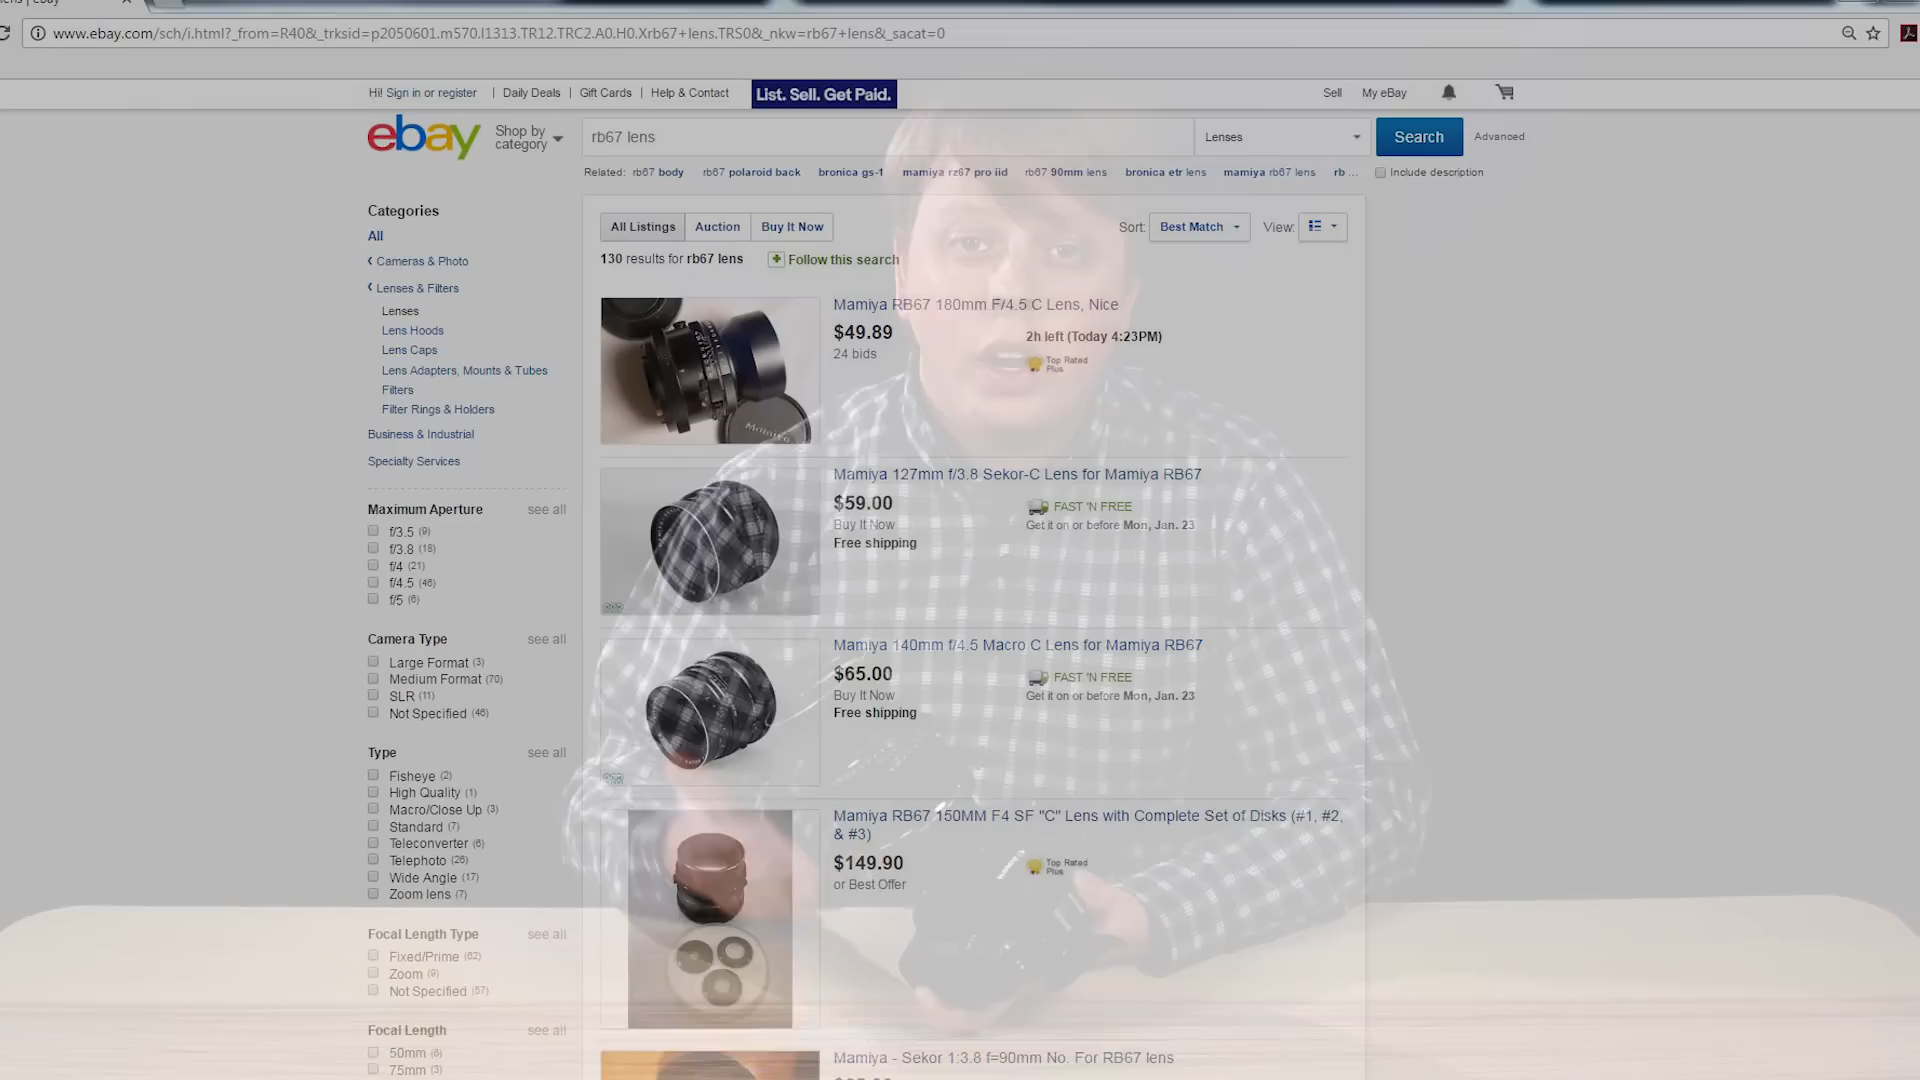 www.ebay.com/sch/i.html?_from=R40&_trksid=p2050601.m570.l1313.TR12.TRC2.A0.H0.Xrb67+lens.TRS0&_nkw=rb67+lens&_sacat=0
Hi! Sign in or register | Daily Deals | Gift Cards | Help & Contact List. Sell. Get Paid. Sell My eBay
ebay Shop by category rb67 lens Lenses Search Advanced
Related: rb67 body rb67 polaroid back bronica gs-1 mamiya rz67 pro iid rb67 90mm lens bronica etr lens mamiya rb67 lens rb ... Include description
Categories
All
Cameras & Photo
Lenses & Filters
Lenses
Lens Hoods
Lens Caps
Lens Adapters, Mounts & Tubes
Filters
Filter Rings & Holders
Business & Industrial
Specialty Services
Maximum Aperture see all
f/3.5 (9)
f/3.8 (18)
f/4 (21)
f/4.5 (46)
f/5 (6)
Camera Type see all
Large Format (3)
Medium Format (70)
SLR (11)
Not Specified (46)
Type see all
Fisheye (2)
High Quality (1)
Macro/Close Up (3)
Standard (7)
Teleconverter (6)
Telephoto (26)
Wide Angle (17)
Zoom lens (7)
Focal Length Type see all
Fixed/Prime (62)
Zoom (9)
Not Specified (57)
Focal Length see all
50mm (6)
75mm (3)
All Listings Auction Buy It Now Sort: Best Match View:
130 results for rb67 lens Follow this search
Mamiya RB67 180mm F/4.5 C Lens, Nice
$49.89 2h left (Today 4:23PM)
24 bids Top Rated Plus
Mamiya
Mamiya 127mm f/3.8 Sekor-C Lens for Mamiya RB67
$59.00 FAST 'N FREE
Buy It Now Get it on or before Mon, Jan. 23
Free shipping
Mamiya 140mm f/4.5 Macro C Lens for Mamiya RB67
$65.00 FAST 'N FREE
Buy It Now Get it on or before Mon, Jan. 23
Free shipping
Mamiya RB67 150MM F4 SF "C" Lens with Complete Set of Disks (#1, #2,
& #3)
$149.90 Top Rated Plus
or Best Offer
Mamiya - Sekor 1:3.8 f=90mm No. For RB67 lens